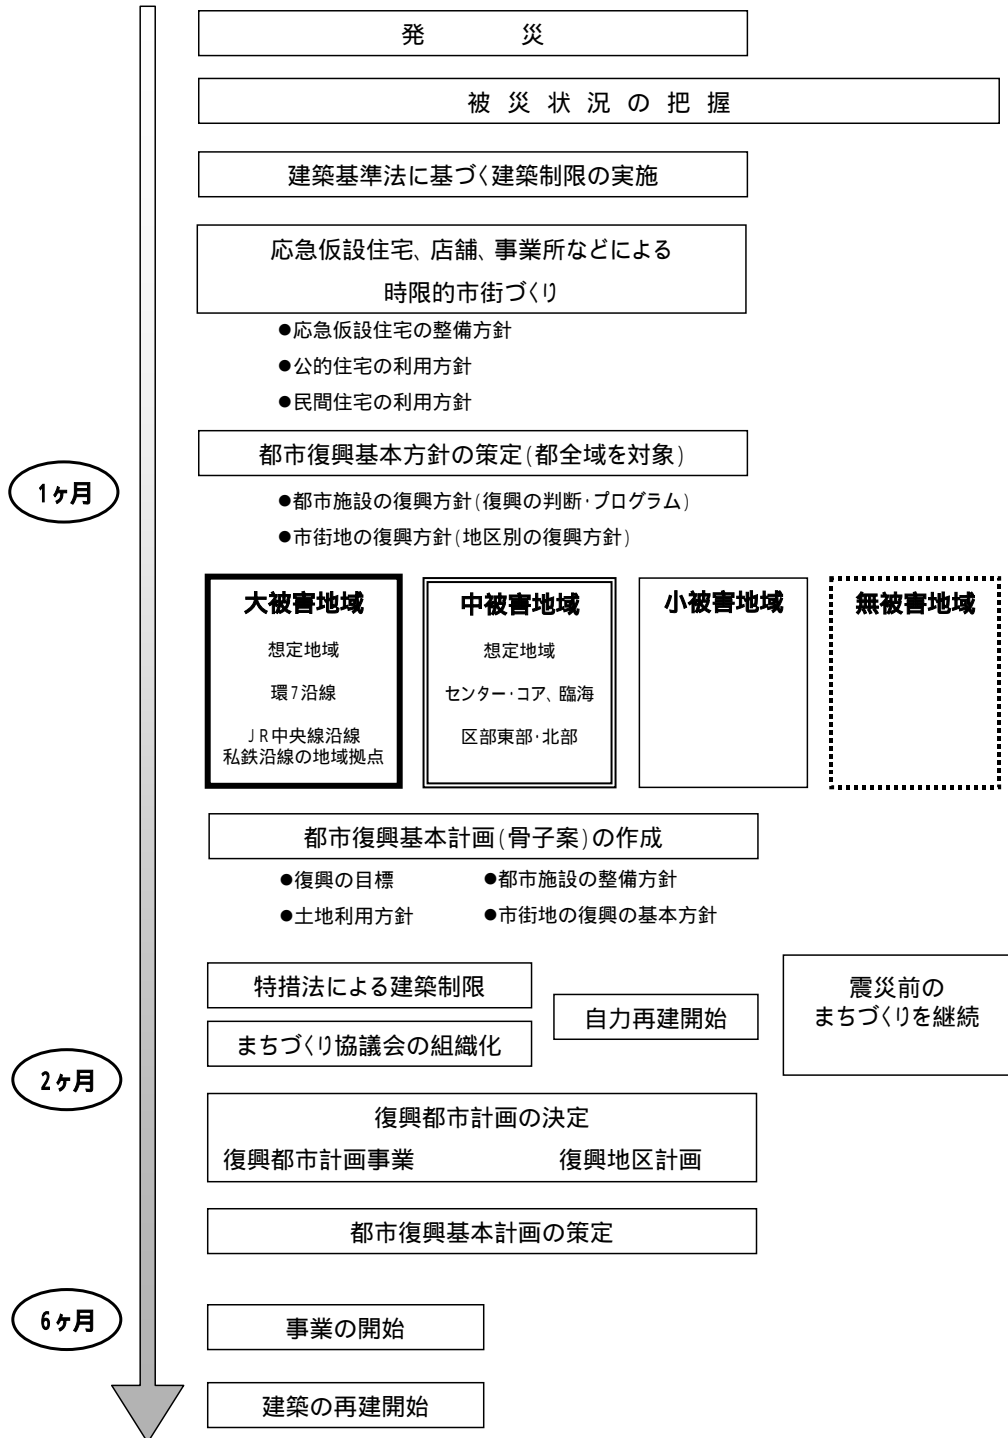 発 災
被災状況の把握
建築基準法に基づく建築制限の実施
応急仮設住宅、店舗、事業所などによる
時限的市街づくり
●応急仮設住宅の整備方針
●公的住宅の利用方針
●民間住宅の利用方針
都市復興基本方針の策定(都全域を対象)
1ヶ月
●都市施設の復興方針(復興の判断・プログラム)
●市街地の復興方針(地区別の復興方針)
大被害地域
想定地域
環7沿線
JR中央線沿線
私鉄沿線の地域拠点
中被害地域
想定地域
センター・コア、臨海
区部東部・北部
小被害地域
無被害地域
都市復興基本計画(骨子案)の作成
●復興の目標 ●都市施設の整備方針
●土地利用方針 ●市街地の復興の基本方針
特措法による建築制限
まちづくり協議会の組織化
自力再建開始
震災前の
まちづくりを継続
2ヶ月
復興都市計画の決定
復興都市計画事業 復興地区計画
都市復興基本計画の策定
6ヶ月
事業の開始
建築の再建開始